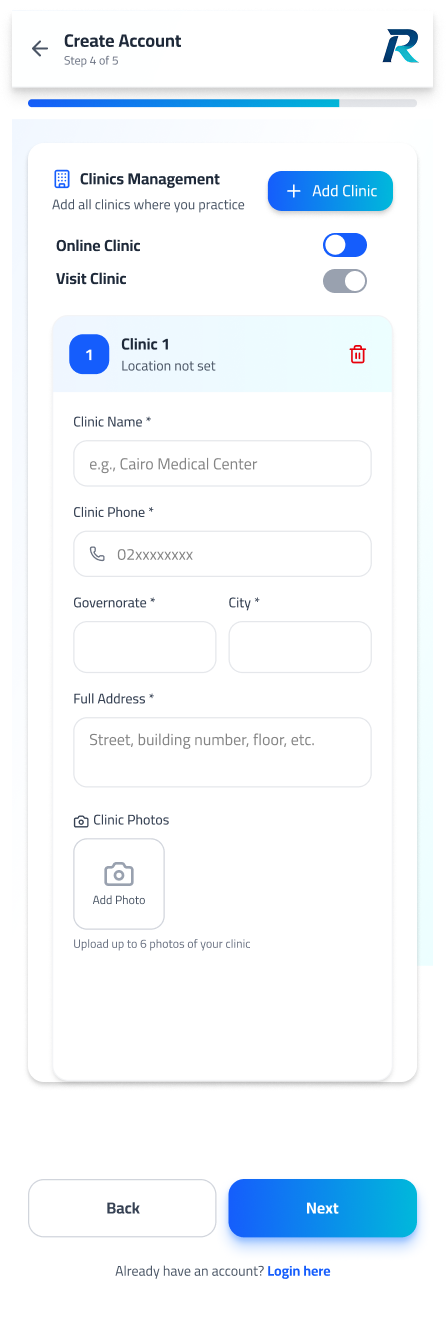 Create Account
Step 4 of 5
R
Clinics Management
Add all clinics where you practice
Add Clinic
Online Clinic
Visit Clinic
1
Clinic 1
Location not set
Clinic Name *
e.g., Cairo Medical Center
Clinic Phone *
02xxxxxxxx
Governorate *
City *
Full Address *
Street, building number, floor, etc.
Clinic Photos
Add Photo
Upload up to 6 photos of your clinic
Back
Next
Already have an account? Login here